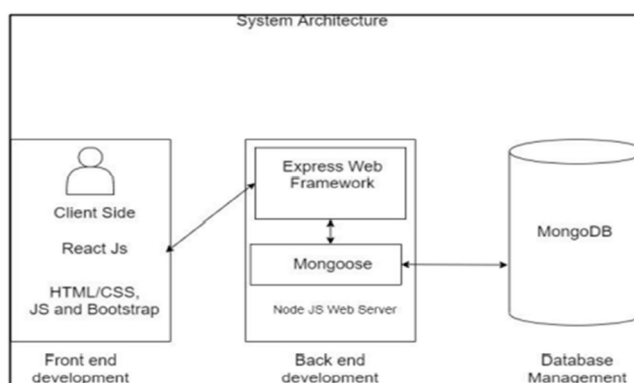 System Architecture
Client Side
React Js
HTML/CSS,
JS and Bootstrap
Front end
development
Express Web
Framework
Mongoose
Node JS Web Server
Back end
development
MongoDB
Database
Management